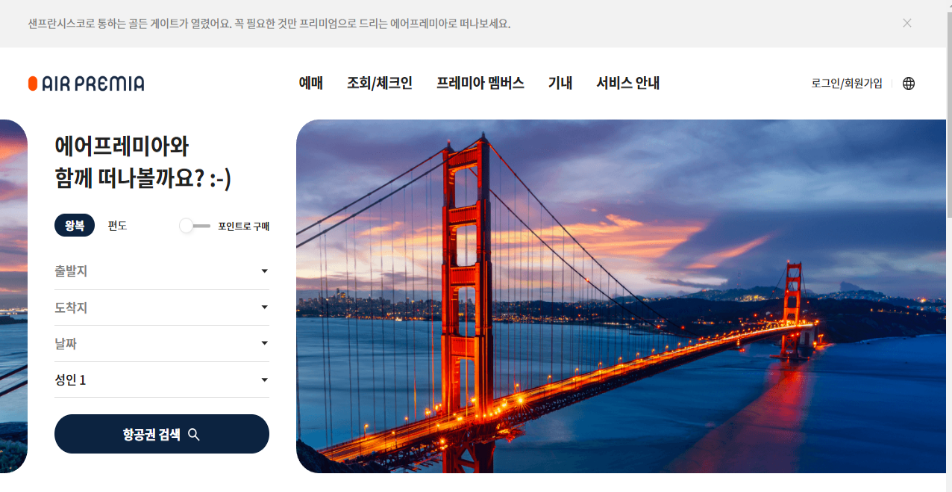 샌프란시스코로 통하는 골든 게이트가 열렸어요. 꼭 필요한 것만 프리미엄으로 드리는 에어프레미아로 떠나보세요.
AIR PREMIA
예매 조회/체크인 프레미아 멤버스 기내 서비스 안내
로그인/회원가입
에어프레미아와
함께 떠나볼까요? :-)
왕복 편도 포인트로 구매
출발지
도착지
날짜
성인 1
항공권 검색